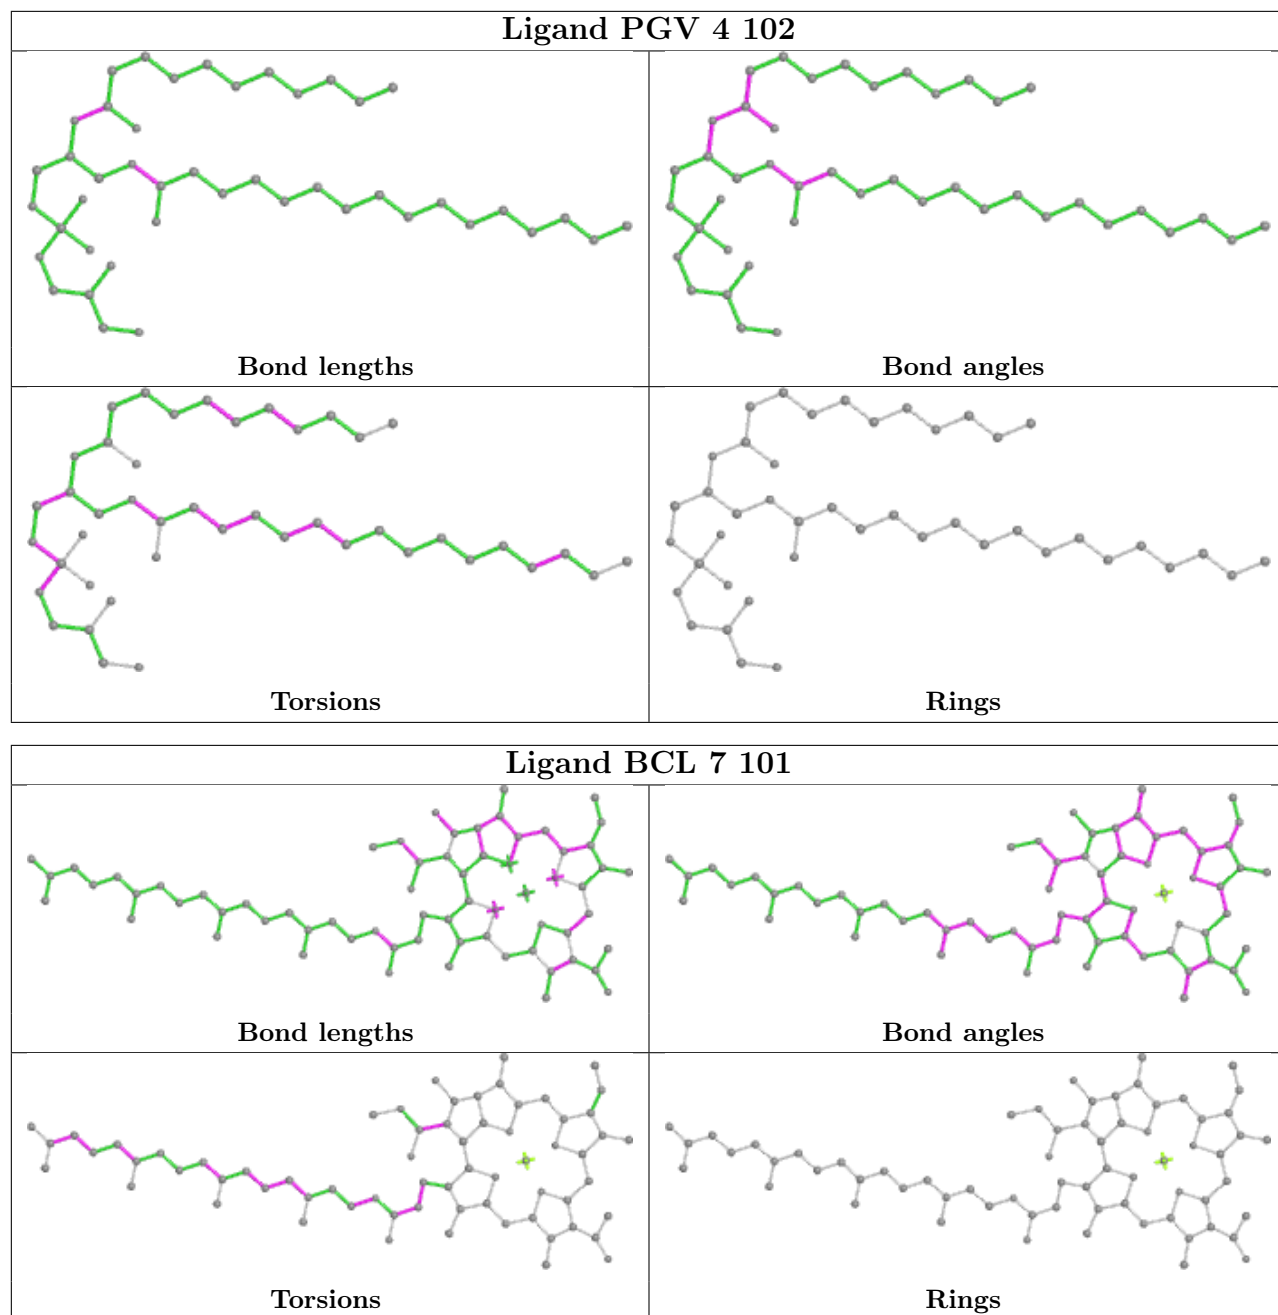 Ligand PGV 4 102
Bond lengths
Bond angles
Torsions
Rings
Ligand BCL 7 101
Bond lengths
Bond angles
Torsions
Rings